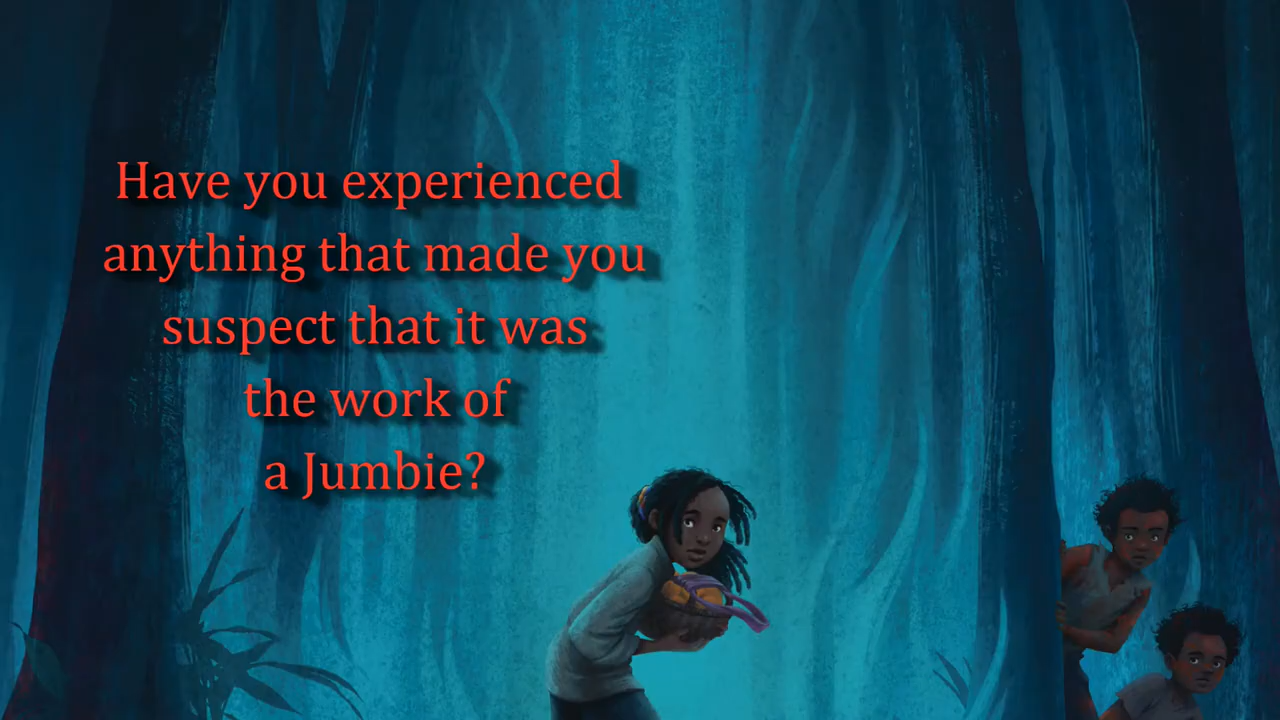 Have you experienced
anything that made you
suspect that it was
the work of
a Jumbie?